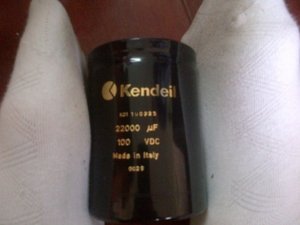 Kendeil
22000 µF
100 VDC
Made in Italy